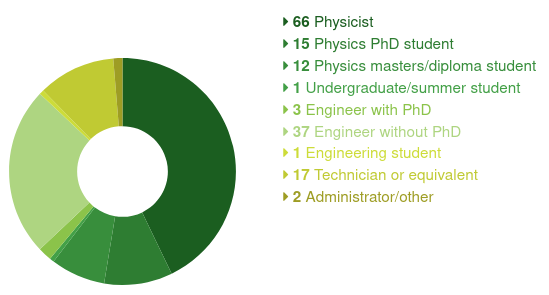 66 Physicist
15 Physics PhD student
12 Physics masters/diploma student
1 Undergraduate/summer student
3 Engineer with PhD
37 Engineer without PhD
1 Engineering student
17 Technician or equivalent
2 Administrator/other